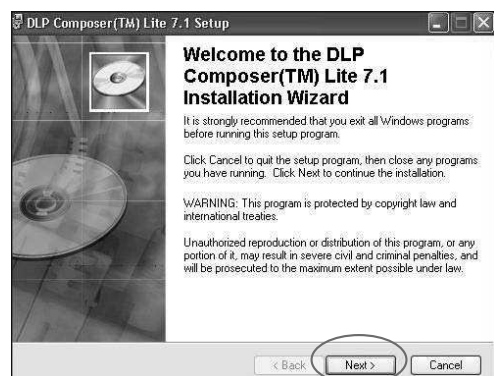 DLP Composer(TM) Lite 7.1 Setup
Welcome to the DLP
Composer(TM) Lite 7.1
Installation Wizard
It is strongly recommended that you exit all Windows programs
before running this setup program.
Click Cancel to quit the setup program, then close any programs
you have running. Click Next to continue the installation.
WARNING: This program is protected by copyright law and
international treaties.
Unauthorized reproduction or distribution of this program, or any
portion of it, may result in severe civil and criminal penalties, and
will be prosecuted to the maximum extent possible under law.
< Back Next > Cancel